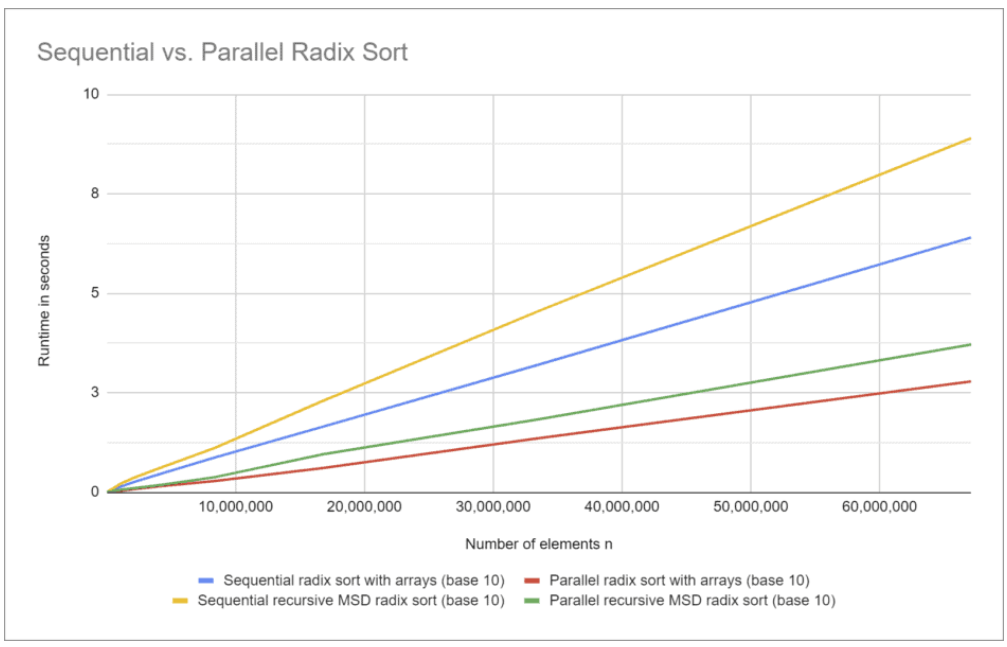 Sequential vs. Parallel Radix Sort
10
8
5
3
0
Runtime in seconds
10,000,000 20,000,000 30,000,000 40,000,000 50,000,000 60,000,000
Number of elements n
Sequential radix sort with arrays (base 10) Parallel radix sort with arrays (base 10)
Sequential recursive MSD radix sort (base 10) Parallel recursive MSD radix sort (base 10)